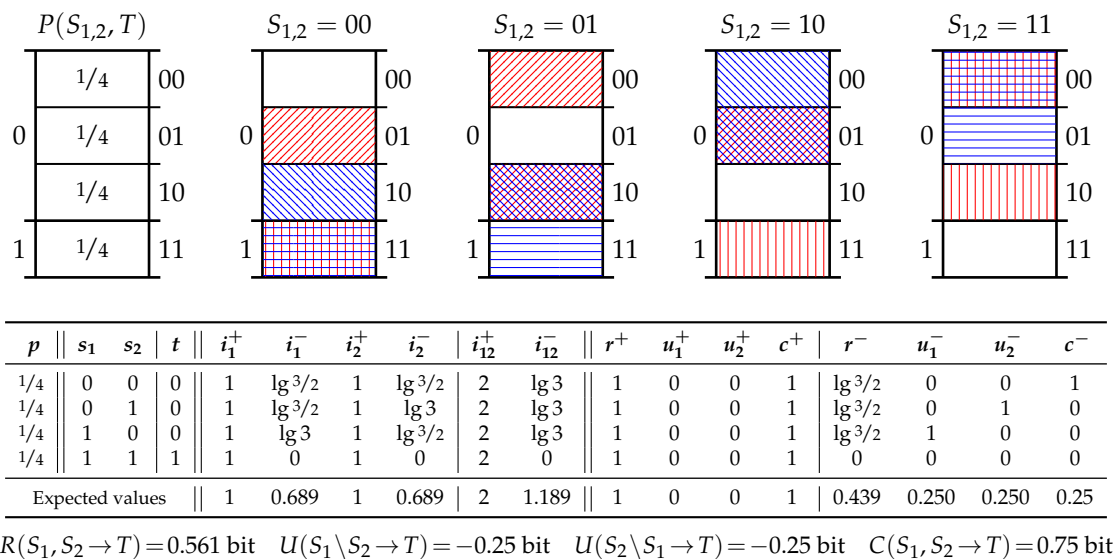 P(S₁,₂, T) S₁,₂ = 00 S₁,₂ = 01 S₁,₂ = 10 S₁,₂ = 11
1/4 00 00 00 00 00
0 1/4 01 0 01 0 01 0 01 0 01
1/4 10 10 10 10 10
1 1/4 11 1 11 1 11 1 11 1 11
p s₁ s₂ t i₁⁺ i₁⁻ i₂⁺ i₂⁻ i₁₂⁺ i₁₂⁻ r⁺ u₁⁺ u₂⁺ c⁺ r⁻ u₁⁻ u₂⁻ c⁻
1/4 0 0 0 1 lg 3/2 1 lg 3/2 2 lg 3 1 0 0 1 lg 3/2 0 0 1
1/4 0 1 0 1 lg 3/2 1 lg 3 2 lg 3 1 0 0 1 lg 3/2 0 1 0
1/4 1 0 0 1 lg 3 1 lg 3/2 2 lg 3 1 0 0 1 lg 3/2 1 0 0
1/4 1 1 1 1 0 1 0 2 0 1 0 0 1 0 0 0 0
Expected values 1 0.689 1 0.689 2 1.189 1 0 0 1 0.439 0.250 0.250 0.25
R(S₁, S₂ → T) = 0.561 bit U(S₁\S₂ → T) = −0.25 bit U(S₂\S₁ → T) = −0.25 bit C(S₁, S₂ → T) = 0.75 bit